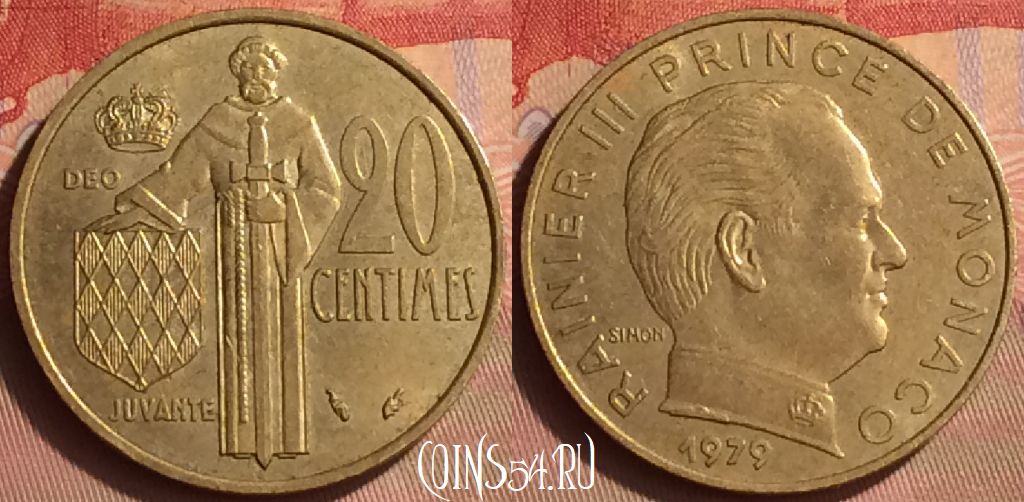 DEO
20
CENTIMES
JUVANTE
RAINIER III PRINCE DE MONACO
SIMON
1979
COINS54.RU